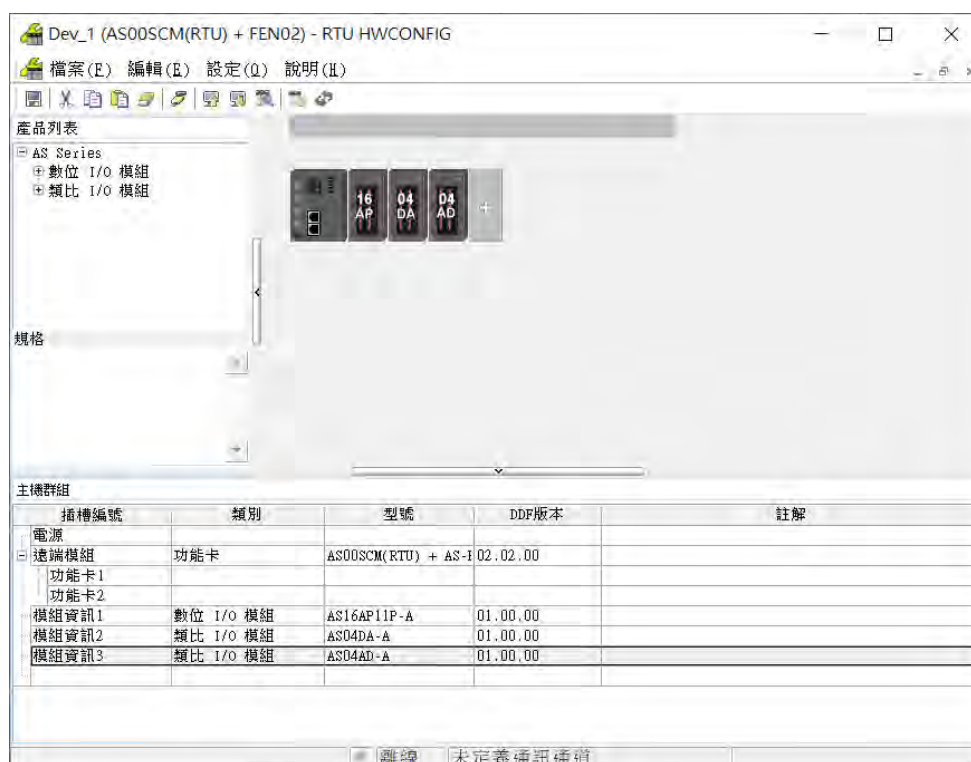 Dev_1 (AS00SCM(RTU) + FEN02) - RTU HWCONFIG
檔案(F) 編輯(E) 設定(O) 說明(H)
產品列表
AS Series
數位 I/O 模組
類比 I/O 模組
16 AP
04 DA
04 AD
規格
主機群組
插槽編號 類別 型號 DDF版本 註解
電源
遠端模組 功能卡 AS00SCM(RTU) + AS-F 02.02.00
功能卡1
功能卡2
模組資訊1 數位 I/O 模組 AS16AP11P-A 01.00.00
模組資訊2 類比 I/O 模組 AS04DA-A 01.00.00
模組資訊3 類比 I/O 模組 AS04AD-A 01.00.00
離線 未定義通訊通道